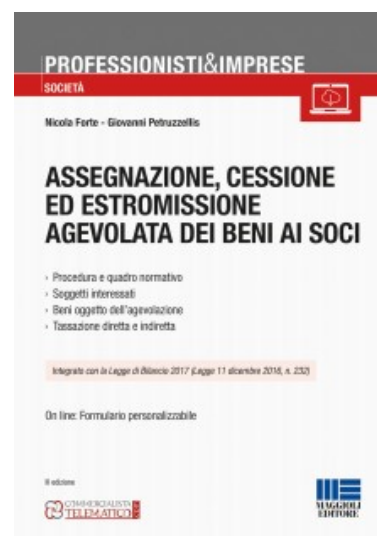 PROFESSIONISTI&IMPRESE
SOCIETÀ
Nicola Forte - Giovanni Petruzzellis
ASSEGNAZIONE, CESSIONE
ED ESTROMISSIONE
AGEVOLATA DEI BENI AI SOCI
› Procedura e quadro normativo
› Soggetti interessati
› Beni oggetto dell'agevolazione
› Tassazione diretta e indiretta
Integrato con la Legge di Bilancio 2017 (Legge 11 dicembre 2016, n. 232)
On line: Formulario personalizzabile
III edizione
COMMERCIALISTA
TELEMATICO
MAGGIOLI
EDITORE